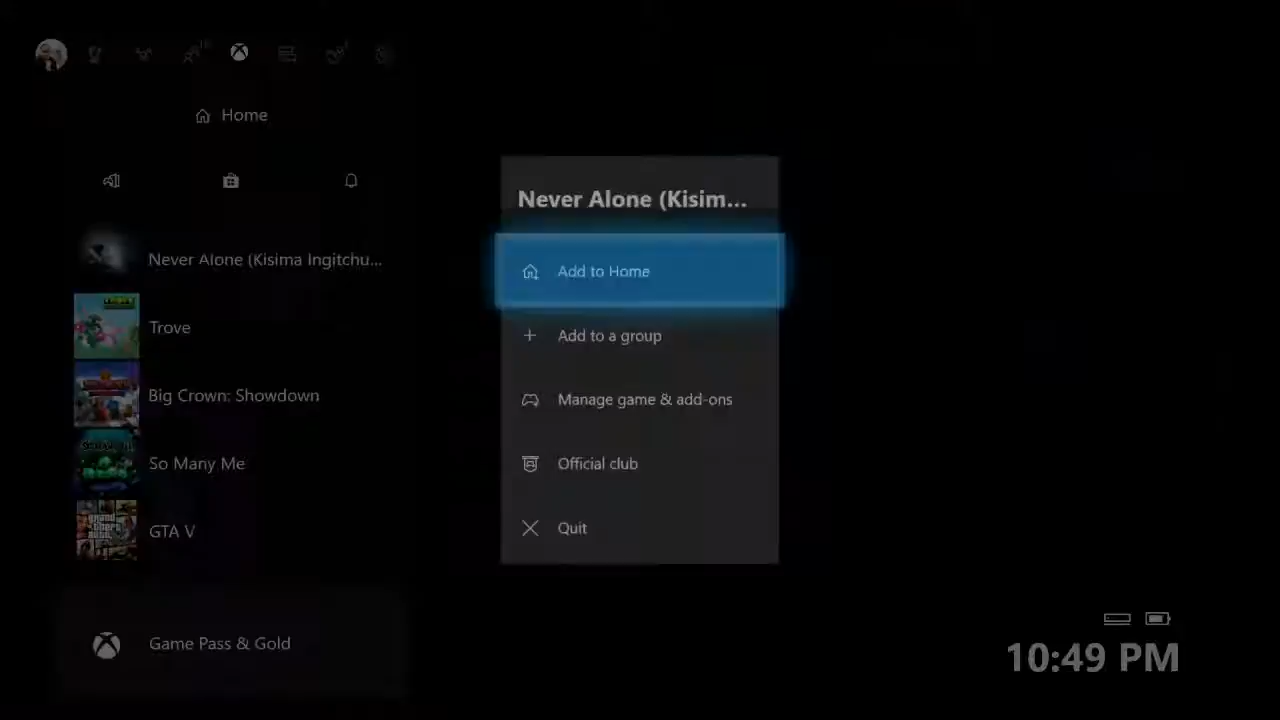 Home
Never Alone (Kisima Ingitchu...
Trove
Big Crown: Showdown
So Many Me
GTA V
Game Pass & Gold
Never Alone (Kisim...
Add to Home
Add to a group
Manage game & add-ons
Official club
Quit
10:49 PM